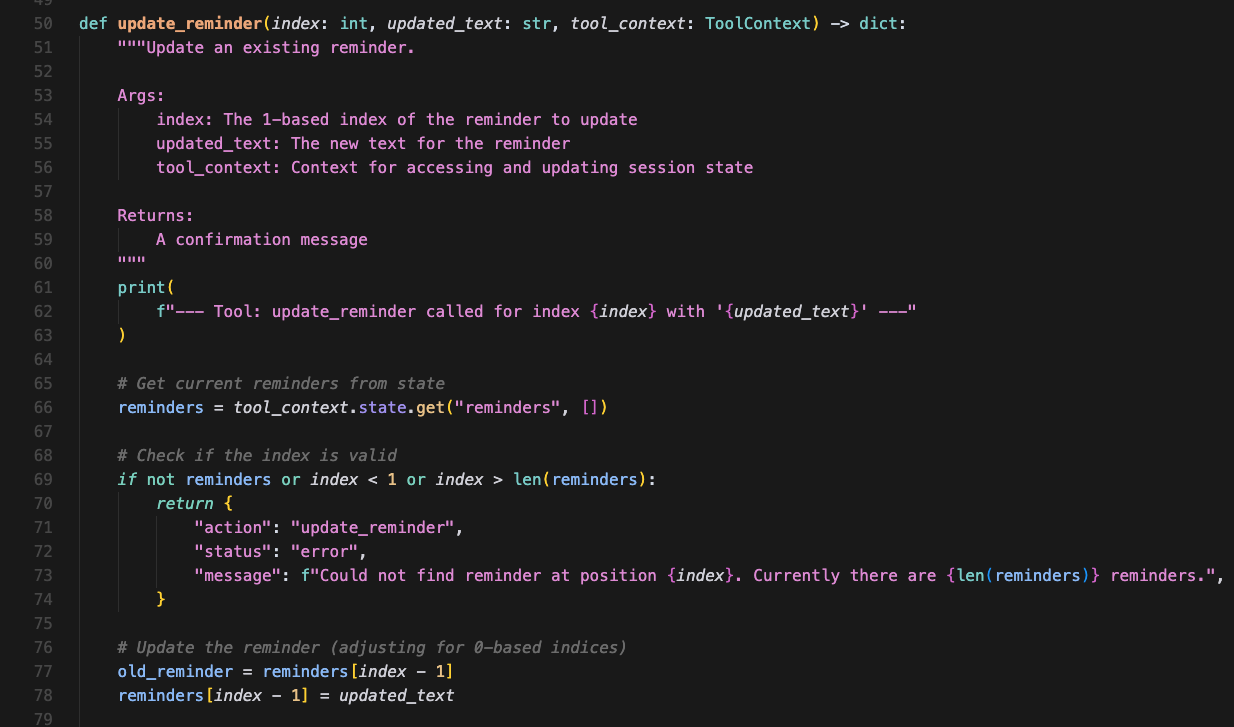 49
50 def update_reminder(index: int, updated_text: str, tool_context: ToolContext) -> dict:
51     """Update an existing reminder.
52
53     Args:
54         index: The 1-based index of the reminder to update
55         updated_text: The new text for the reminder
56         tool_context: Context for accessing and updating session state
57
58     Returns:
59         A confirmation message
60     """
61     print(
62         f"--- Tool: update_reminder called for index {index} with '{updated_text}' ---"
63     )
64
65     # Get current reminders from state
66     reminders = tool_context.state.get("reminders", [])
67
68     # Check if the index is valid
69     if not reminders or index < 1 or index > len(reminders):
70         return {
71             "action": "update_reminder",
72             "status": "error",
73             "message": f"Could not find reminder at position {index}. Currently there are {len(reminders)} reminders.",
74         }
75
76     # Update the reminder (adjusting for 0-based indices)
77     old_reminder = reminders[index - 1]
78     reminders[index - 1] = updated_text
79